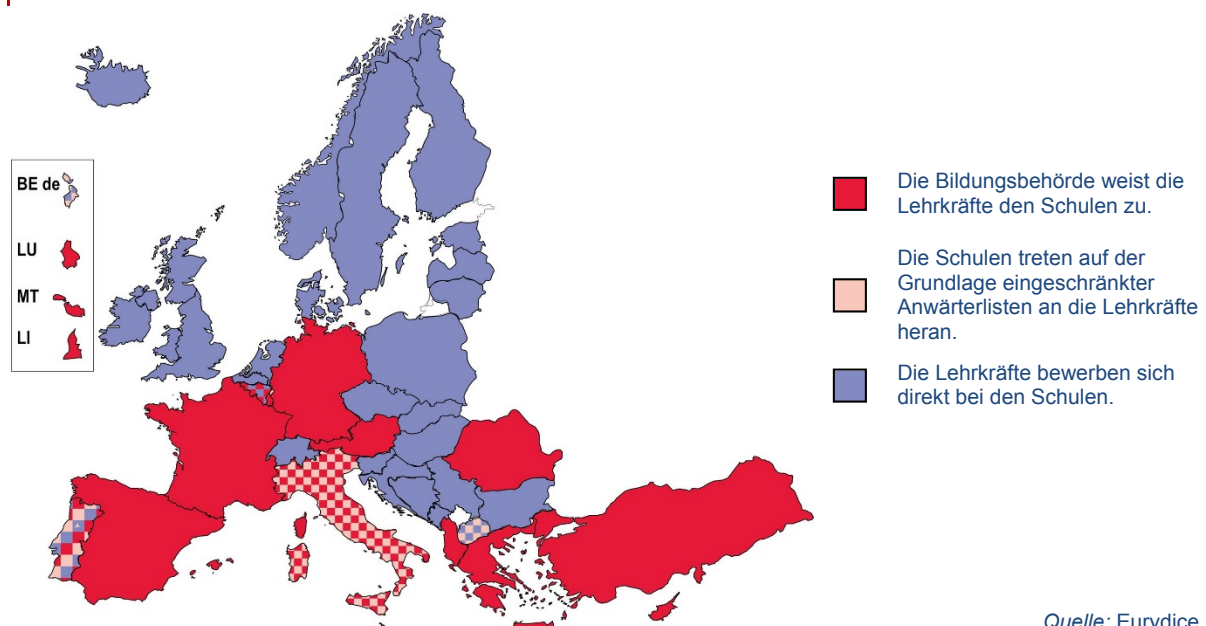 BE de
LU
MT
LI
Die Bildungsbehörde weist die
Lehrkräfte den Schulen zu.
Die Schulen treten auf der
Grundlage eingeschränkter
Anwärterlisten an die Lehrkräfte
heran.
Die Lehrkräfte bewerben sich
direkt bei den Schulen.
Quelle: Eurydice